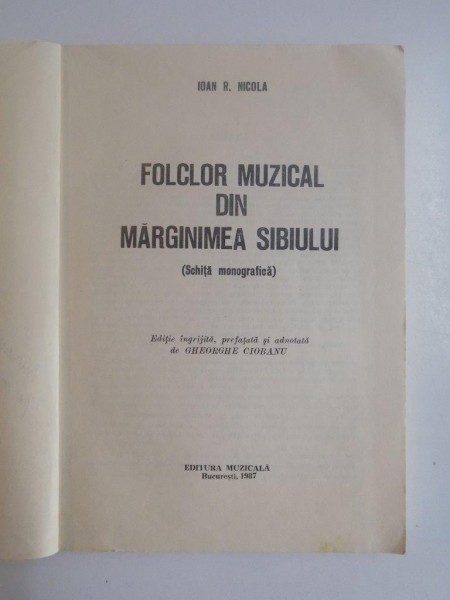 IOAN R. NICOLA
FOLCLOR MUZICAL
DIN
MĂRGINIMEA SIBIULUI
(Schiță monografică)
Ediție îngrijită, prefațată și adnotată
de GHEORGHE CIOBANU
EDITURA MUZICALĂ
București, 1987